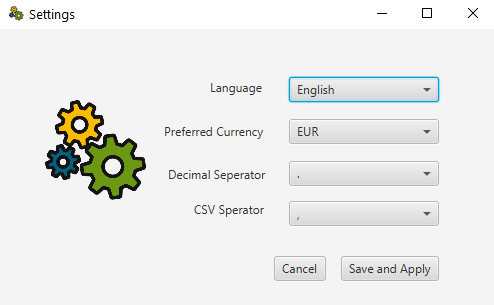 Settings
Language English
Preferred Currency EUR
Decimal Seperator .
CSV Sperator ,
Cancel Save and Apply